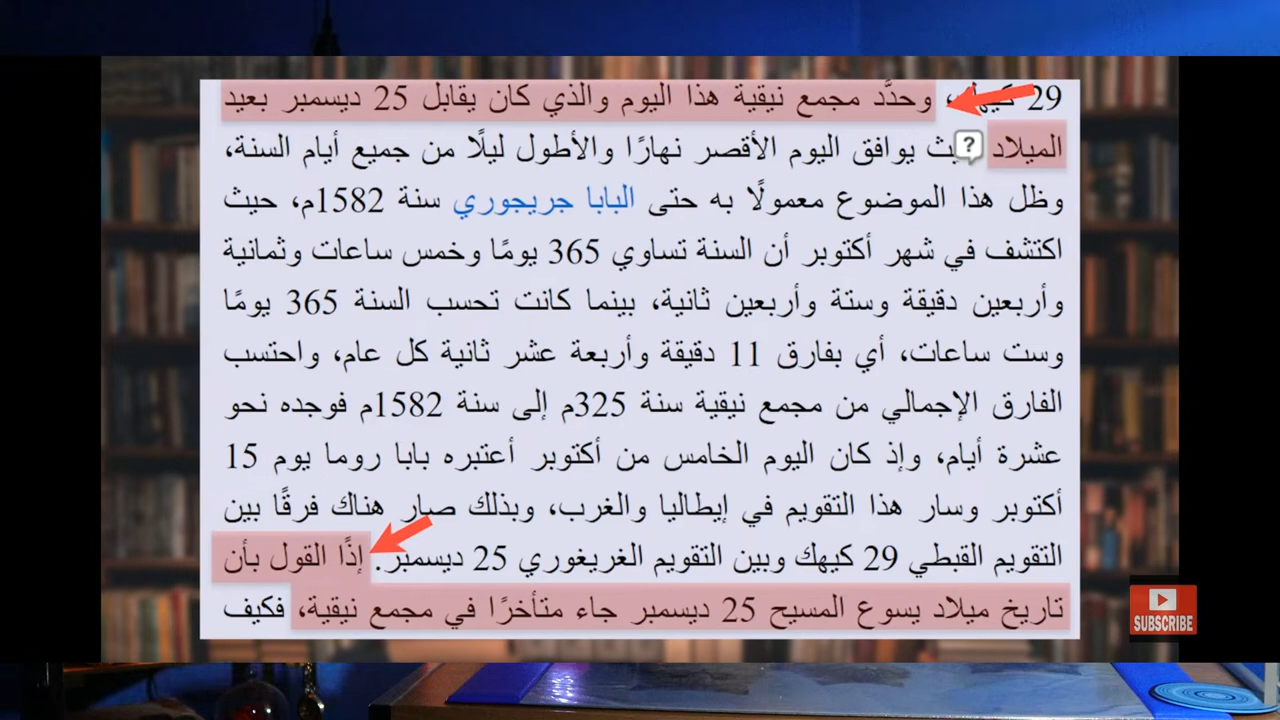 29 كيهك، وحدَّد مجمع نيقية هذا اليوم والذي كان يقابل 25 ديسمبر بعيد
الميلاد ? يوافق اليوم الأقصر نهارًا والأطول ليلًا من جميع أيام السنة،
وظل هذا الموضوع معمولًا به حتى البابا جريجوري سنة 1582م، حيث
اكتشف في شهر أكتوبر أن السنة تساوي 365 يومًا وخمس ساعات وثمانية
وأربعين دقيقة وستة وأربعين ثانية، بينما كانت تحسب السنة 365 يومًا
وست ساعات، أي بفارق 11 دقيقة وأربعة عشر ثانية كل عام، واحتسب
الفارق الإجمالي من مجمع نيقية سنة 325م إلى سنة 1582م فوجده نحو
عشرة أيام، وإذ كان اليوم الخامس من أكتوبر أعتبره بابا روما يوم 15
أكتوبر وسار هذا التقويم في إيطاليا والغرب، وبذلك صار هناك فرقًا بين
التقويم القبطي 29 كيهك وبين التقويم الغريغوري 25 ديسمبر. إذًا القول بأن
تاريخ ميلاد يسوع المسيح 25 ديسمبر جاء متأخرًا في مجمع نيقية، فكيف
SUBSCRIBE